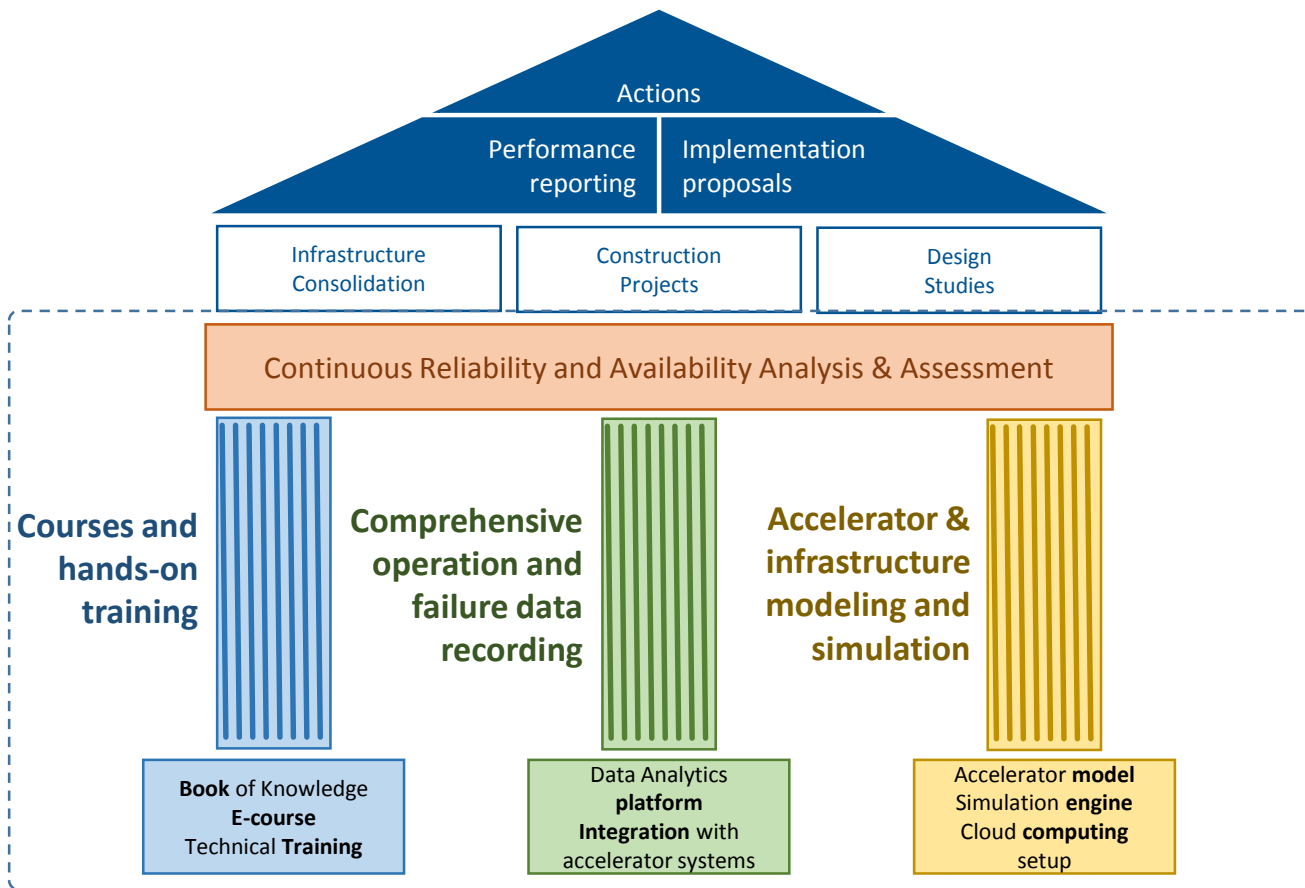 Actions
Performance
reporting
Implementation
proposals
Infrastructure
Consolidation
Construction
Projects
Design
Studies
Continuous Reliability and Availability Analysis & Assessment
Courses and
hands-on
training
Comprehensive
operation and
failure data
recording
Accelerator &
infrastructure
modeling and
simulation
Book of Knowledge
E-course
Technical Training
Data Analytics
platform
Integration with
accelerator systems
Accelerator model
Simulation engine
Cloud computing
setup